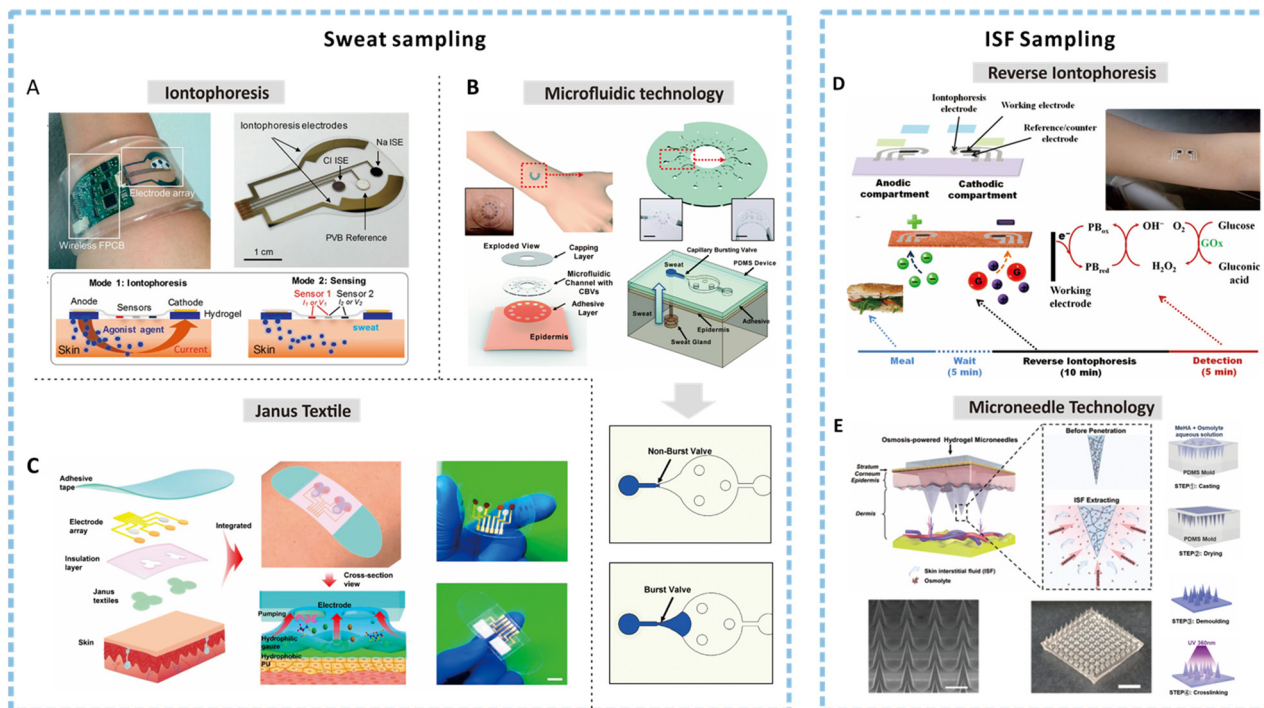 Sweat sampling
A
Iontophoresis
Wireless FPCB
Electrode array
Iontophoresis electrodes
Cl ISE
Na ISE
PVB Reference
1 cm
Mode 1: Iontophoresis
Anode
Sensors
Cathode
Hydrogel
Agonist agent
Skin
Current
Mode 2: Sensing
Sensor 1
I₁ or V₁
Sensor 2
I₂ or V₂
sweat
Skin
B
Microfluidic technology
Exploded View
Capping
Layer
Microfluidic
Channel with
CBVs
Adhesive
Layer
Epidermis
Capillary Bursting Valve
Sweat
PDMS Device
Sweat
Adhesive
Epidermis
Sweat Gland
Non-Burst Valve
Burst Valve
Janus Textile
C
Adhesive
tape
Electrode
array
Integrated
Insulation
layer
Janus
textiles
Skin
Cross-section
view
Electrode
Pumping
Hydrophilic
gauze
Hydrophobic
PU
ISF Sampling
Reverse Iontophoresis
D
Iontophoresis
electrode
Working electrode
Reference/counter
electrode
Anodic
compartment
Cathodic
compartment
G
G
e⁻
PBox
PBred
OH⁻
H₂O₂
O₂
GOx
Glucose
Gluconic
acid
Working
electrode
Meal
Wait
(5 min)
Reverse Iontophoresis
(10 min)
Detection
(5 min)
Microneedle Technology
E
Osmosis-powered Hydrogel Microneedles
Stratum
Corneum
Epidermis
Dermis
Skin interstitial fluid (ISF)
Osmolyte
Before Penetration
ISF Extracting
MeHA + Osmolyte
aqueous solution
PDMS Mold
STEP①: Casting
PDMS Mold
STEP②: Drying
STEP③: Demoulding
UV 360nm
STEP④: Crosslinking